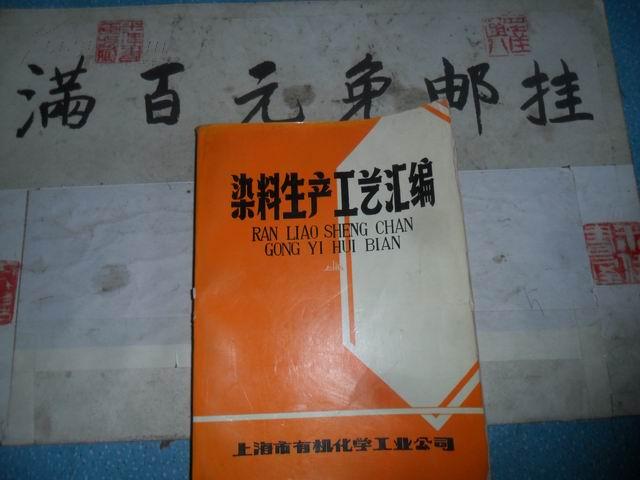 满百元免邮挂
染料生产工艺汇编
RAN LIAO SHENG CHAN
GONG YI HUI BIAN
上
上海市有机化学工业公司